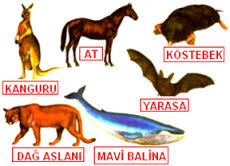 AT
KÖSTEBEK
KANGURU
YARASA
DAĞ ASLANI
MAVİ BALİNA